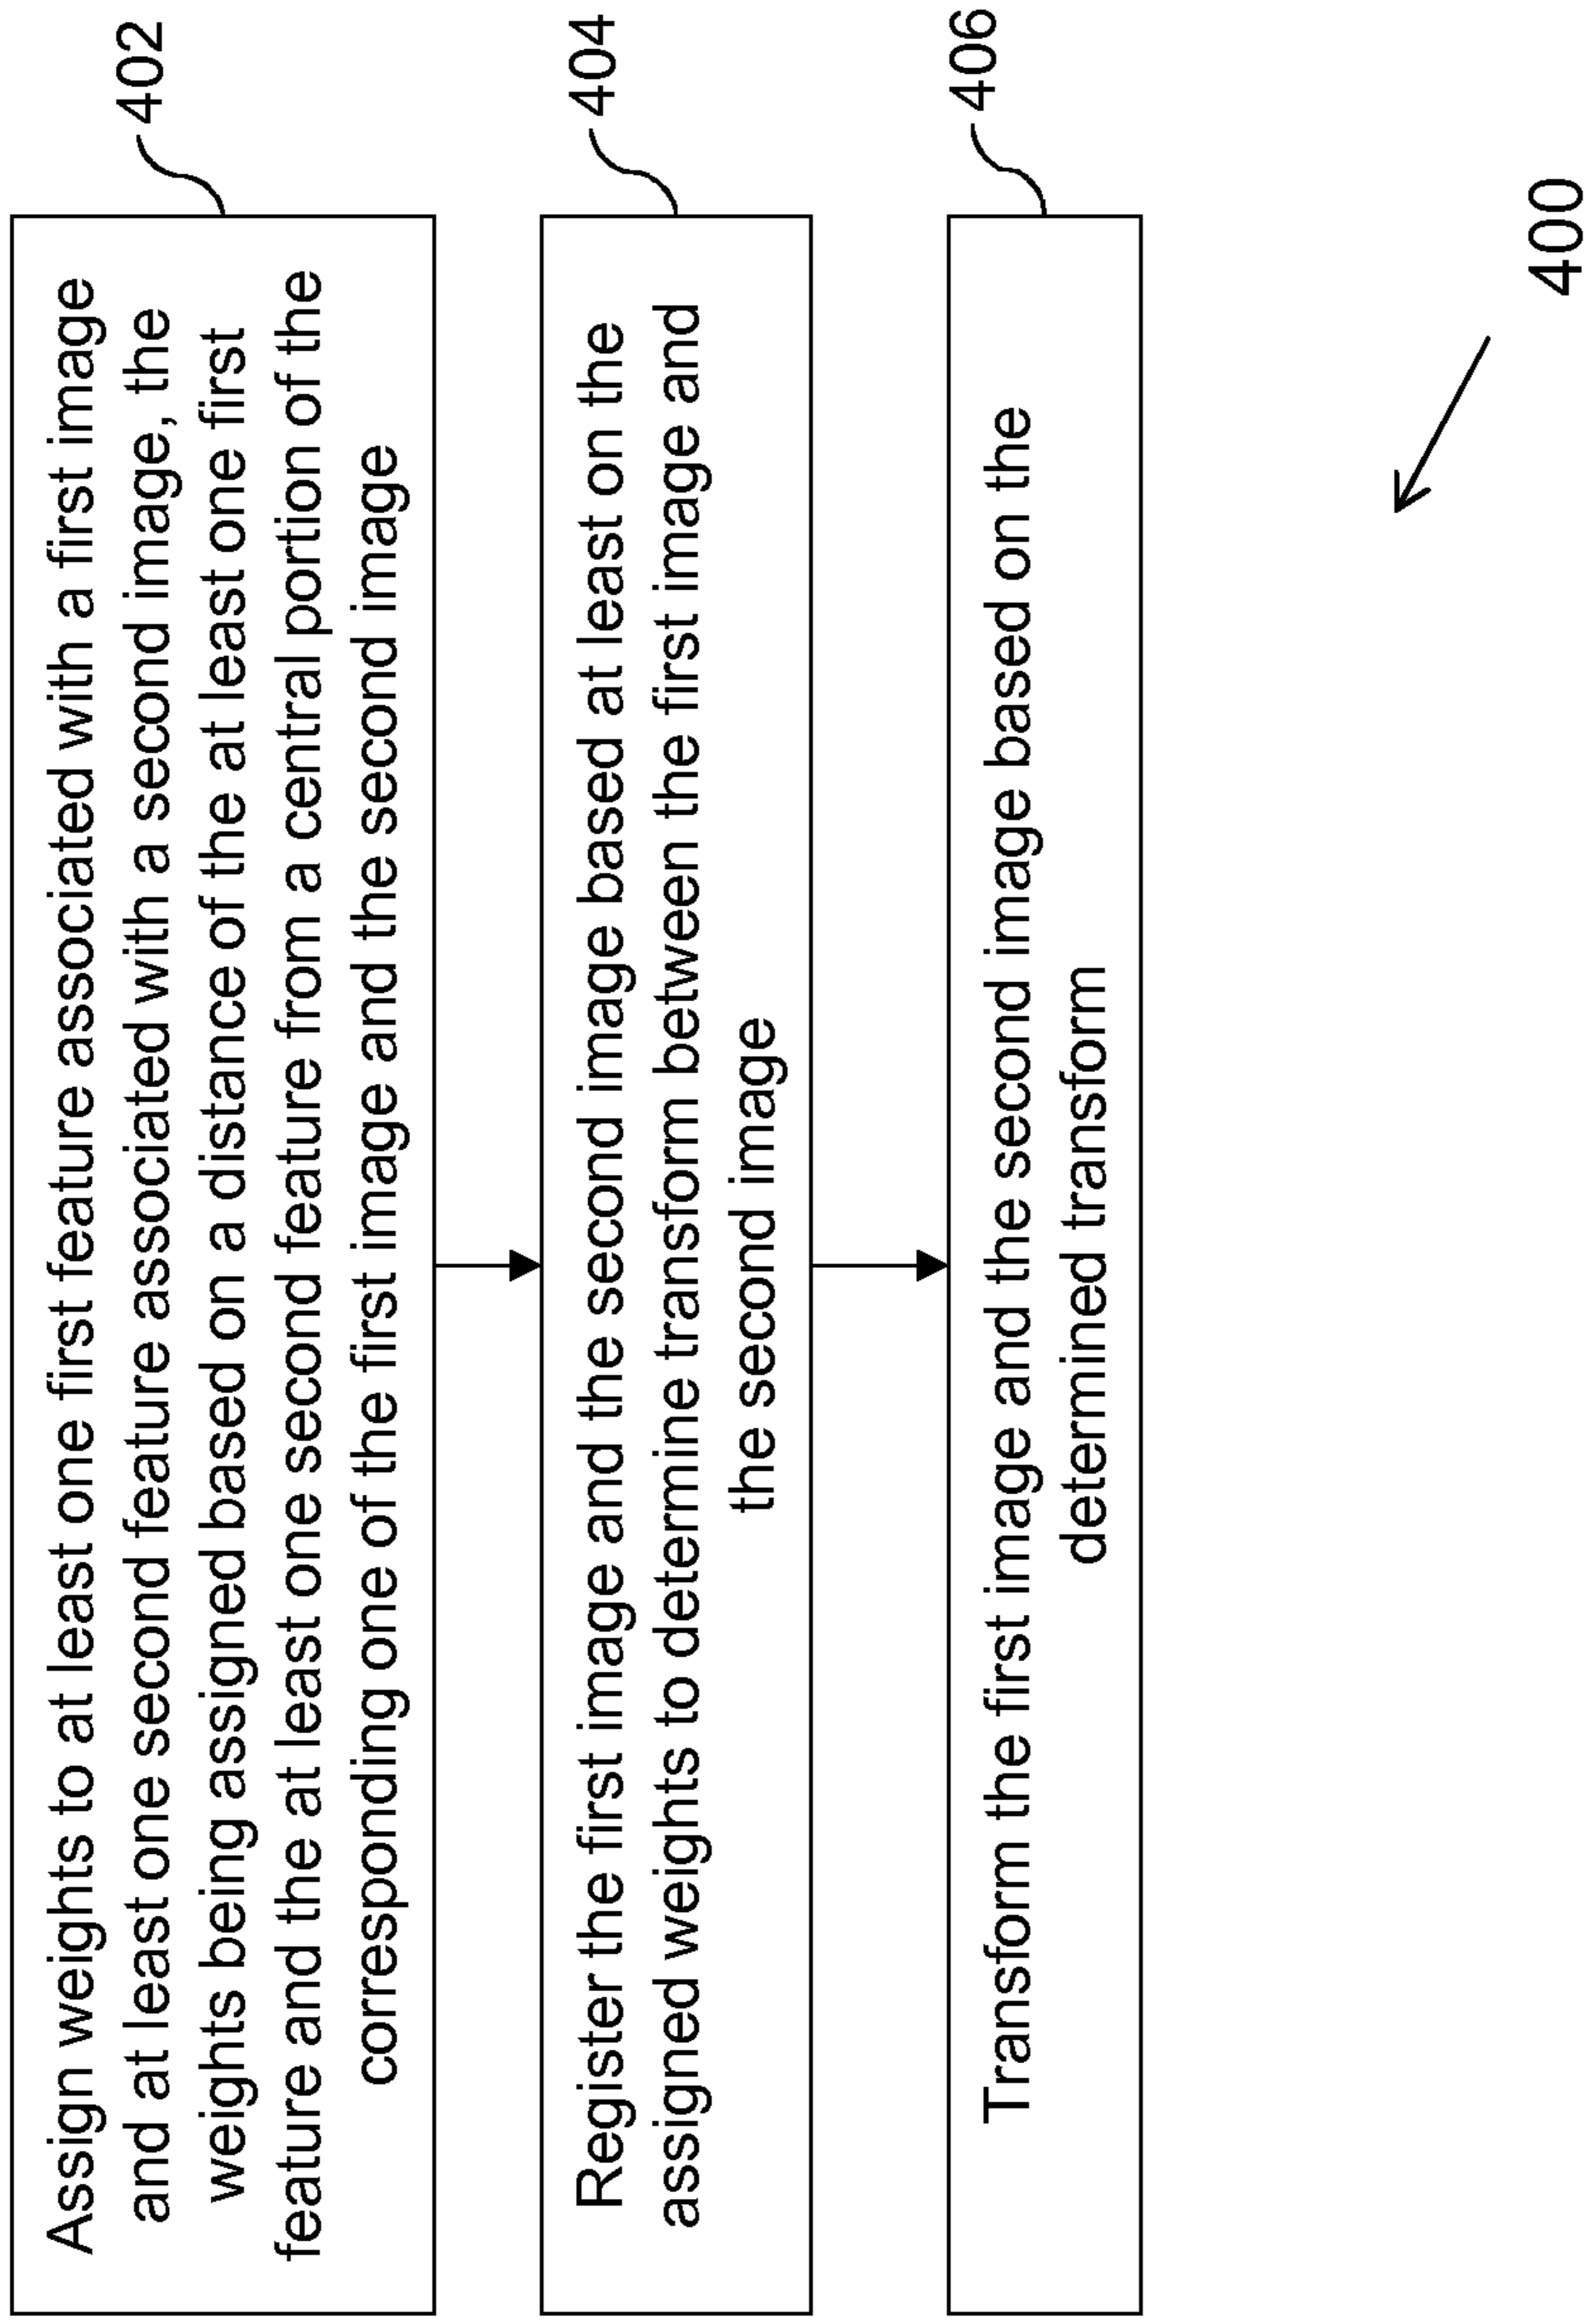 Assign weights to at least one first feature associated with a first image
and at least one second feature associated with a second image, the
weights being assigned based on a distance of the at least one first
feature and the at least one second feature from a central portion of the
corresponding one of the first image and the second image
402
Register the first image and the second image based at least on the
assigned weights to determine transform between the first image and
the second image
404
Transform the first image and the second image based on the
determined transform
406
400